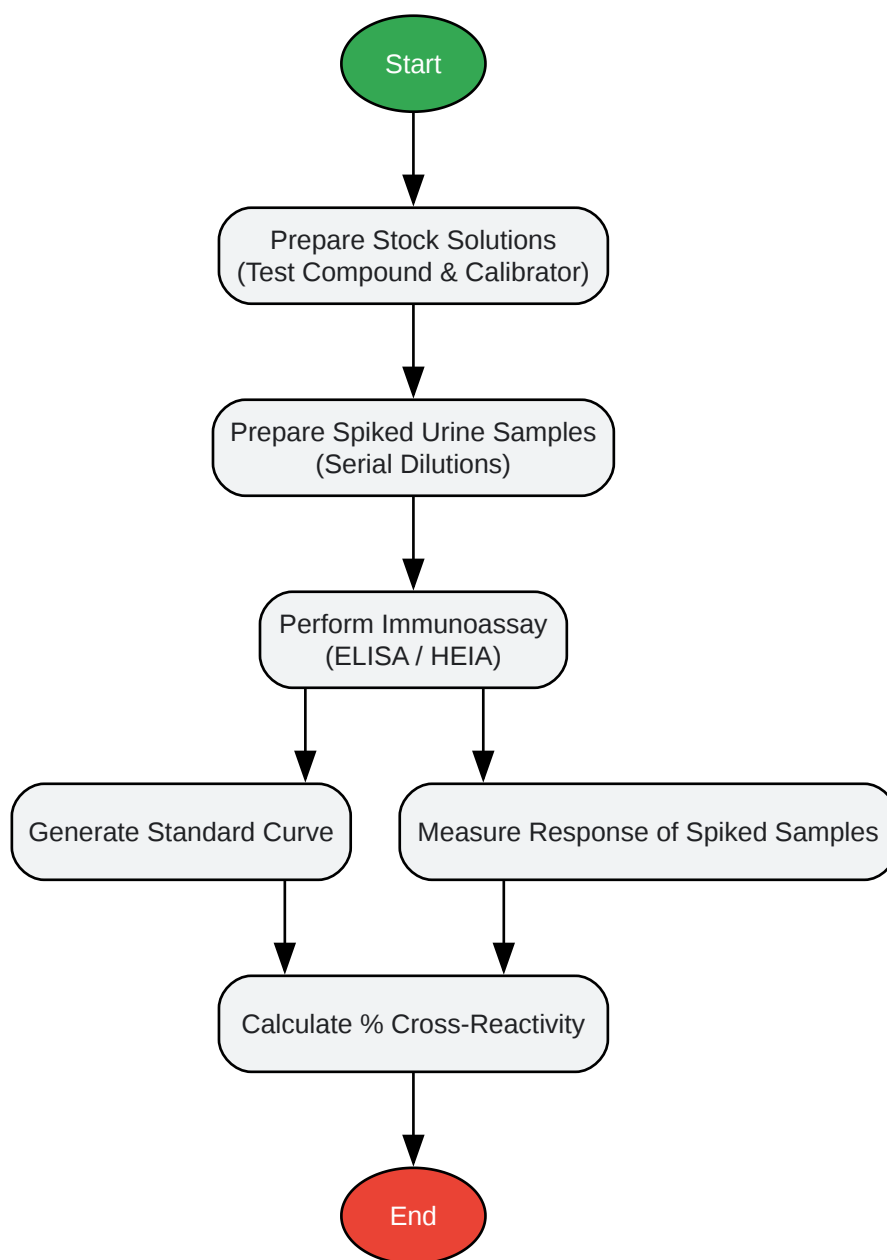 Start
Prepare Stock Solutions
(Test Compound & Calibrator)
Prepare Spiked Urine Samples
(Serial Dilutions)
Perform Immunoassay
(ELISA / HEIA)
Generate Standard Curve
Measure Response of Spiked Samples
Calculate % Cross-Reactivity
End